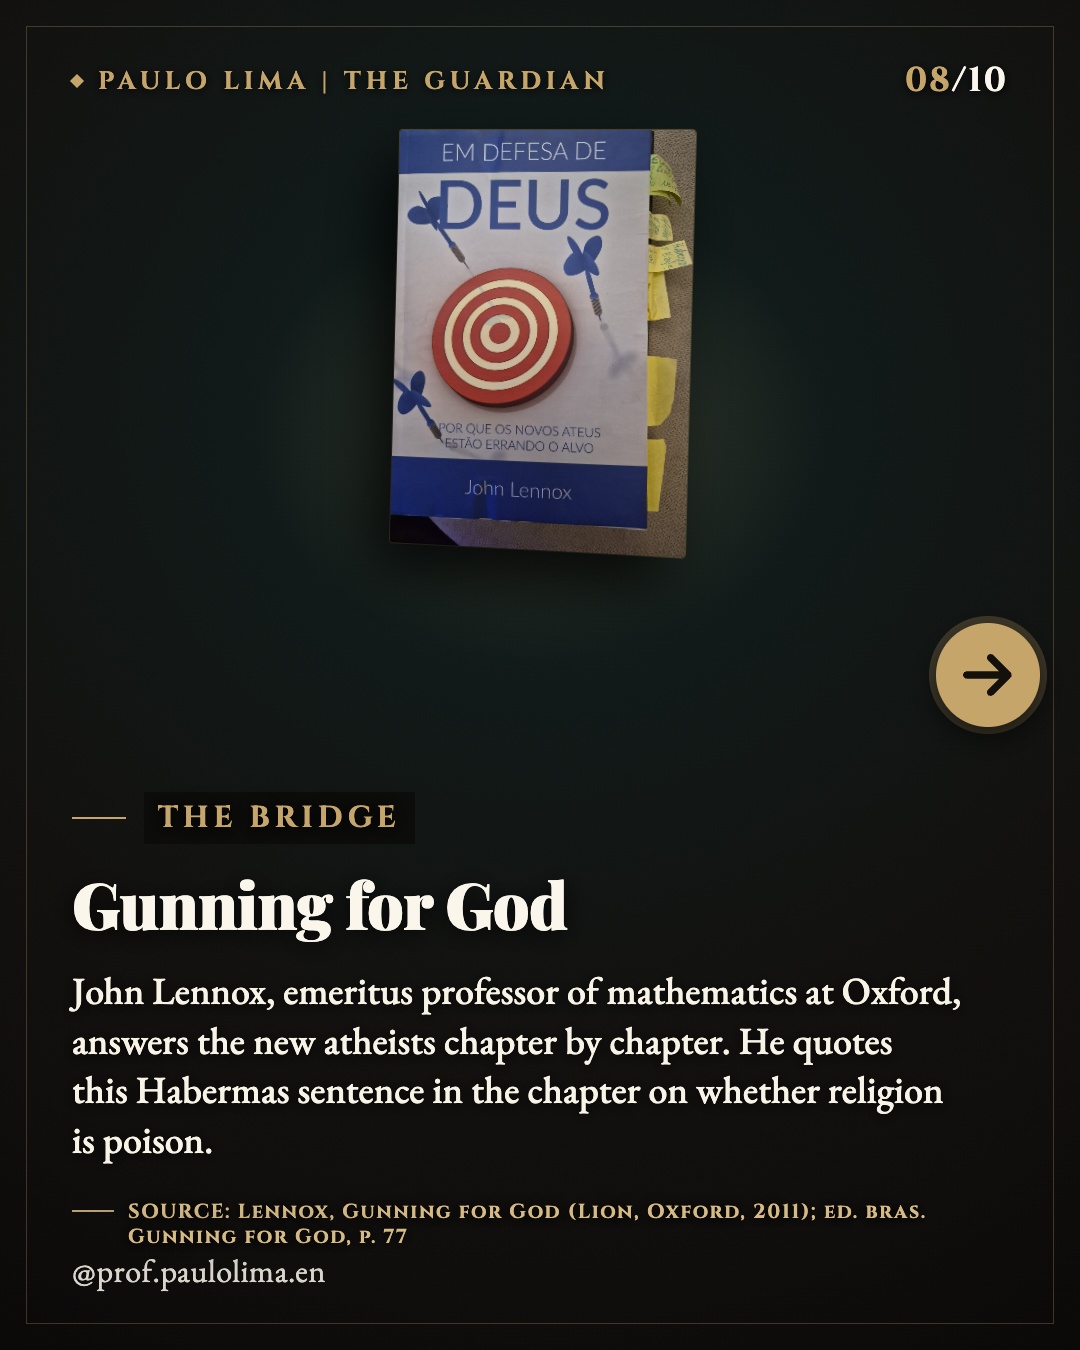 PAULO LIMA | THE GUARDIAN
08/10
EM DEFESA DE
DEUS
POR QUE OS NOVOS ATEUS
ESTÃO ERRANDO O ALVO
John Lennox
THE BRIDGE
Gunning for God
John Lennox, emeritus professor of mathematics at Oxford,
answers the new atheists chapter by chapter. He quotes
this Habermas sentence in the chapter on whether religion
is poison.
SOURCE: Lennox, Gunning for God (Lion, Oxford, 2011); ed. bras.
Gunning for God, p. 77
@prof.paulolima.en